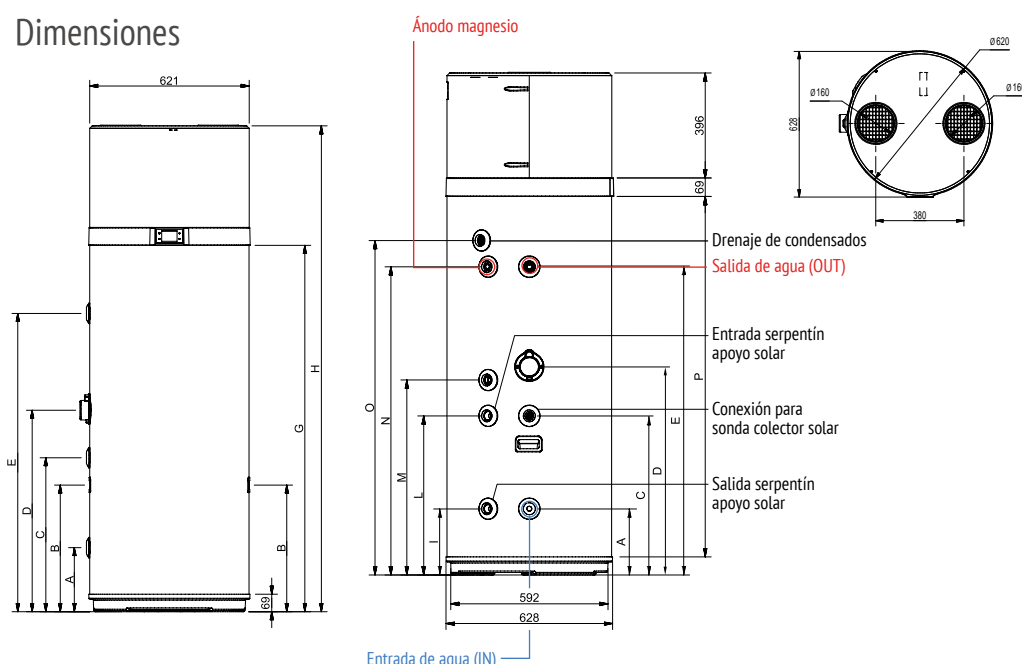 Dimensiones
Ánodo magnesio
621
H
G
E
D
C
B
A
B
69
396
69
P
O
N
M
L
I
E
D
C
A
592
628
Drenaje de condensados
Salida de agua (OUT)
Entrada serpentín
apoyo solar
Conexión para
sonda colector solar
Salida serpentín
apoyo solar
Entrada de agua (IN)
Ø620
Ø160
Ø160
628
380